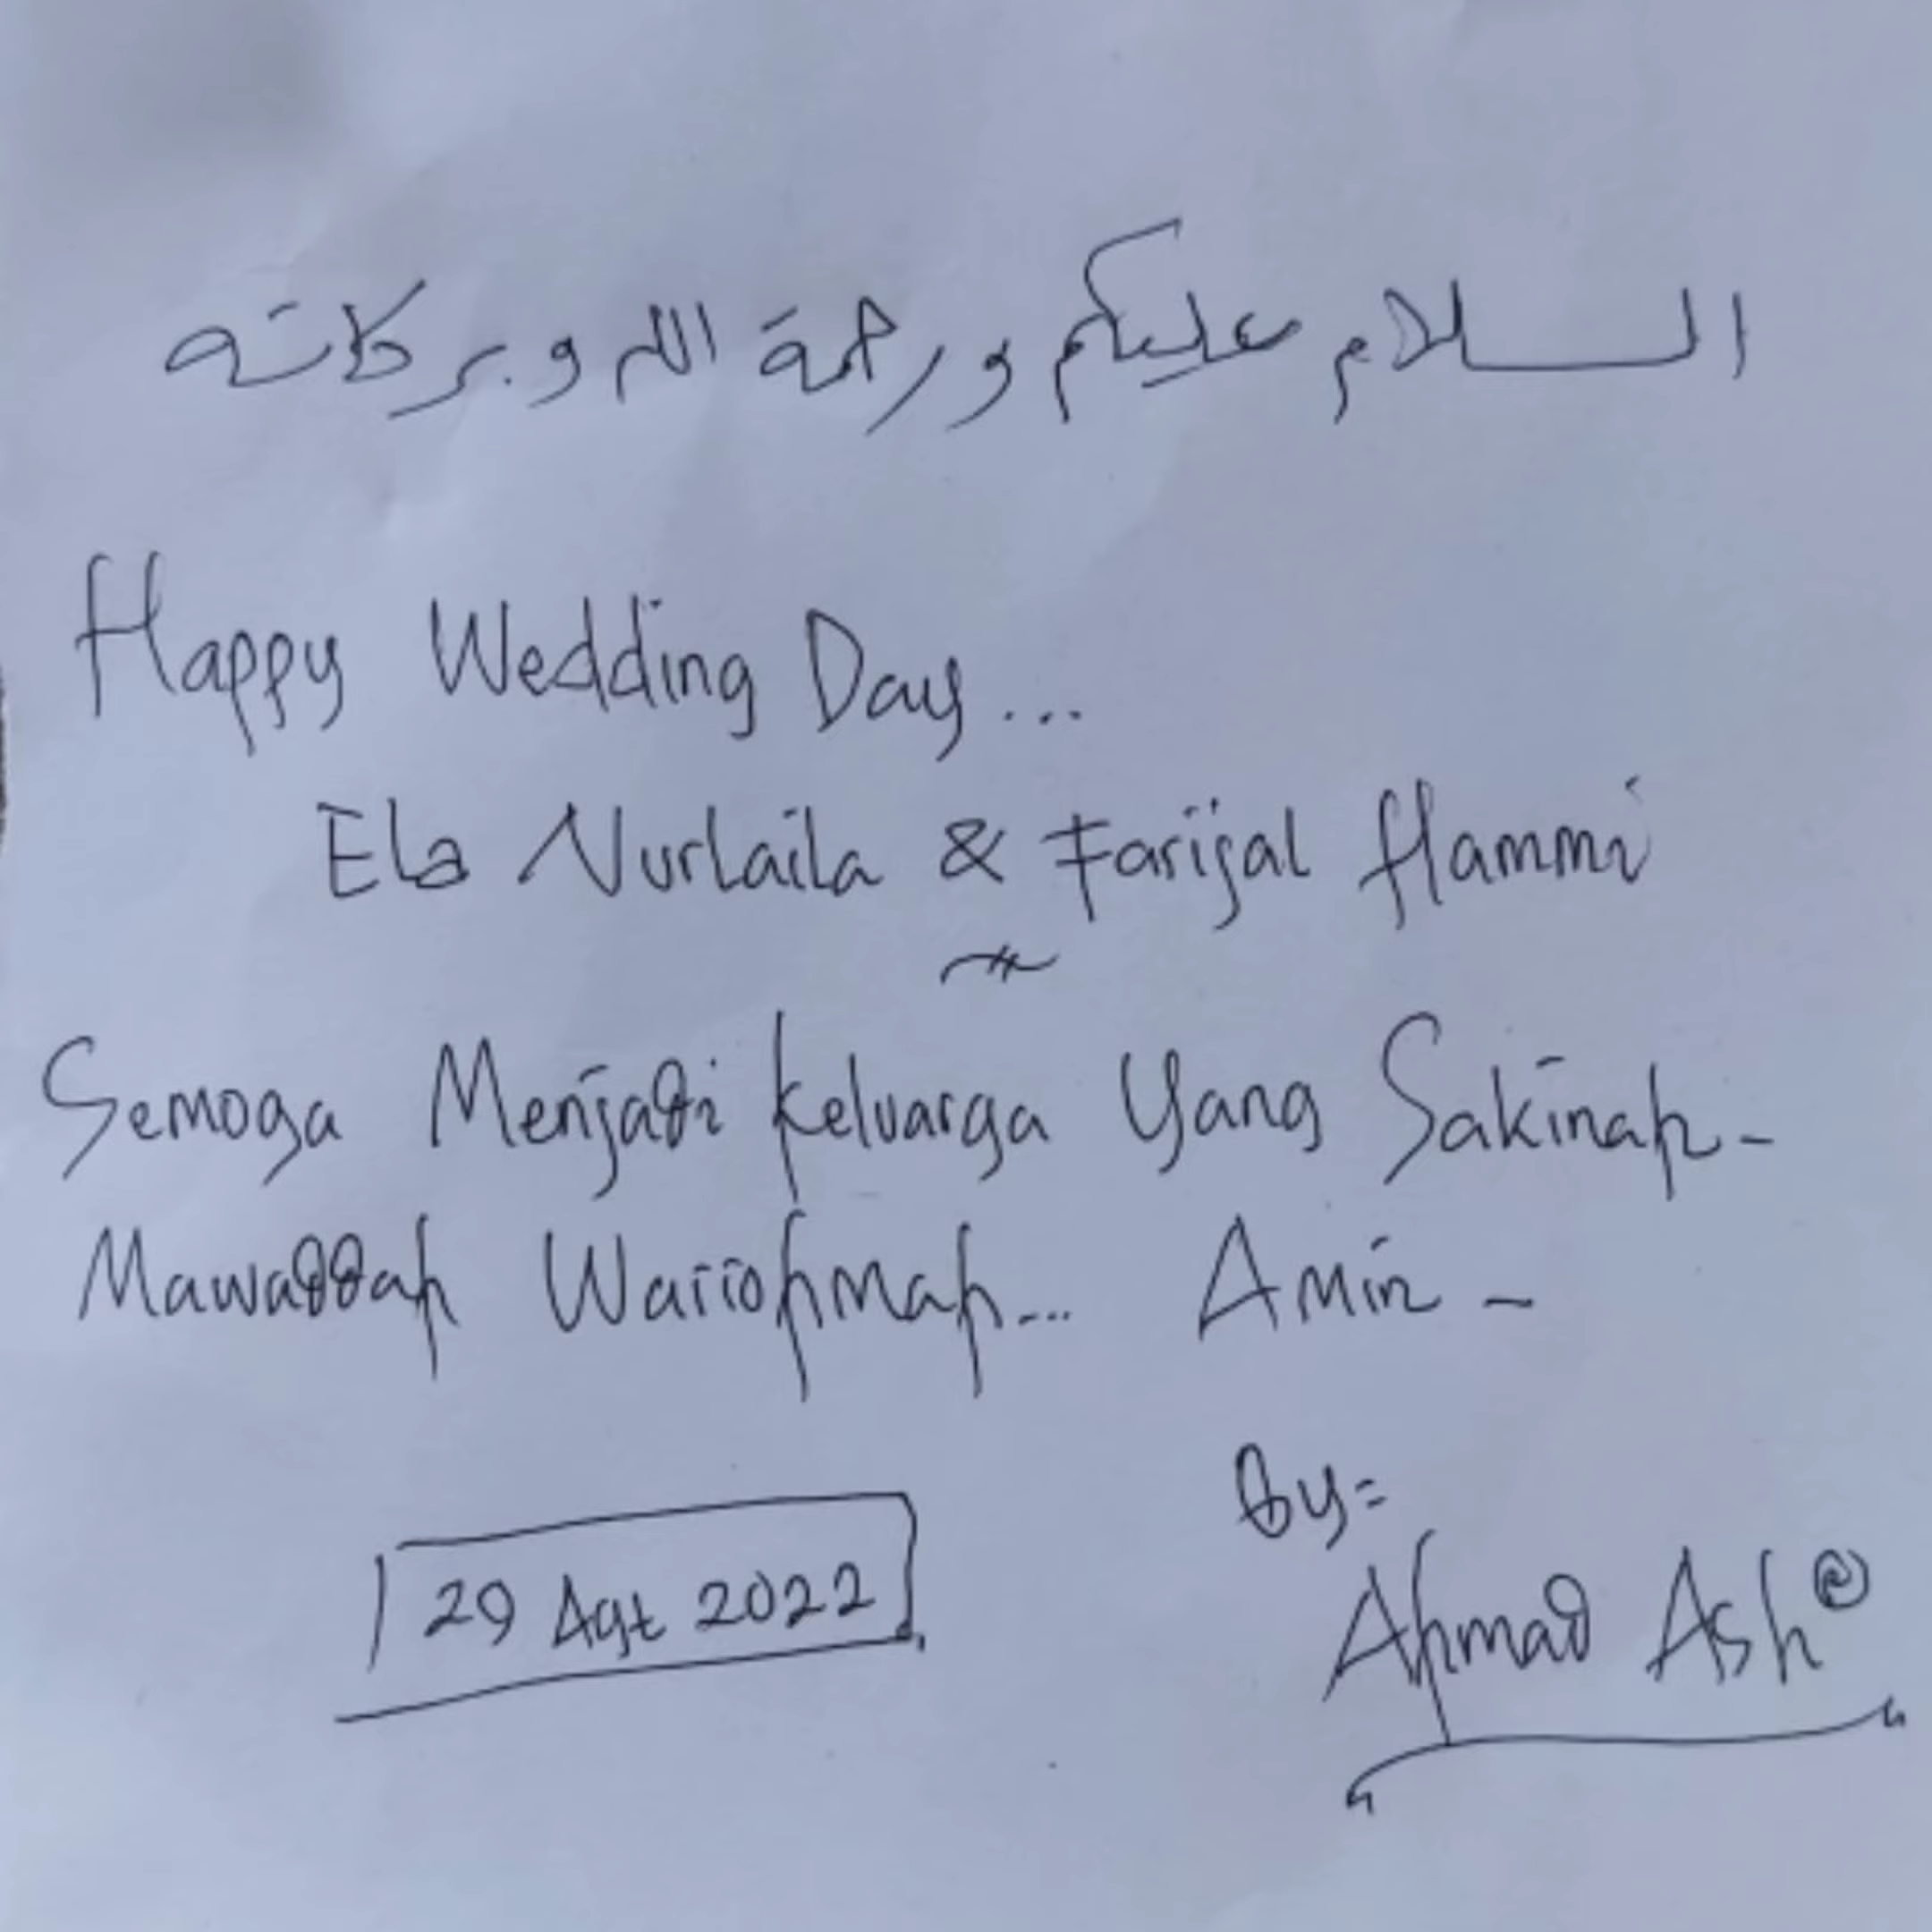 السلام عليكم ورحمة الله وبركاته
Happy Wedding Day...
Ela Nurlaila & Farijal Hammi
Semoga Menjadi Keluarga Yang Sakinah-
Mawaddah Warrohmah... Amin -
By=
29 Agt 2022
Ahmad Ash